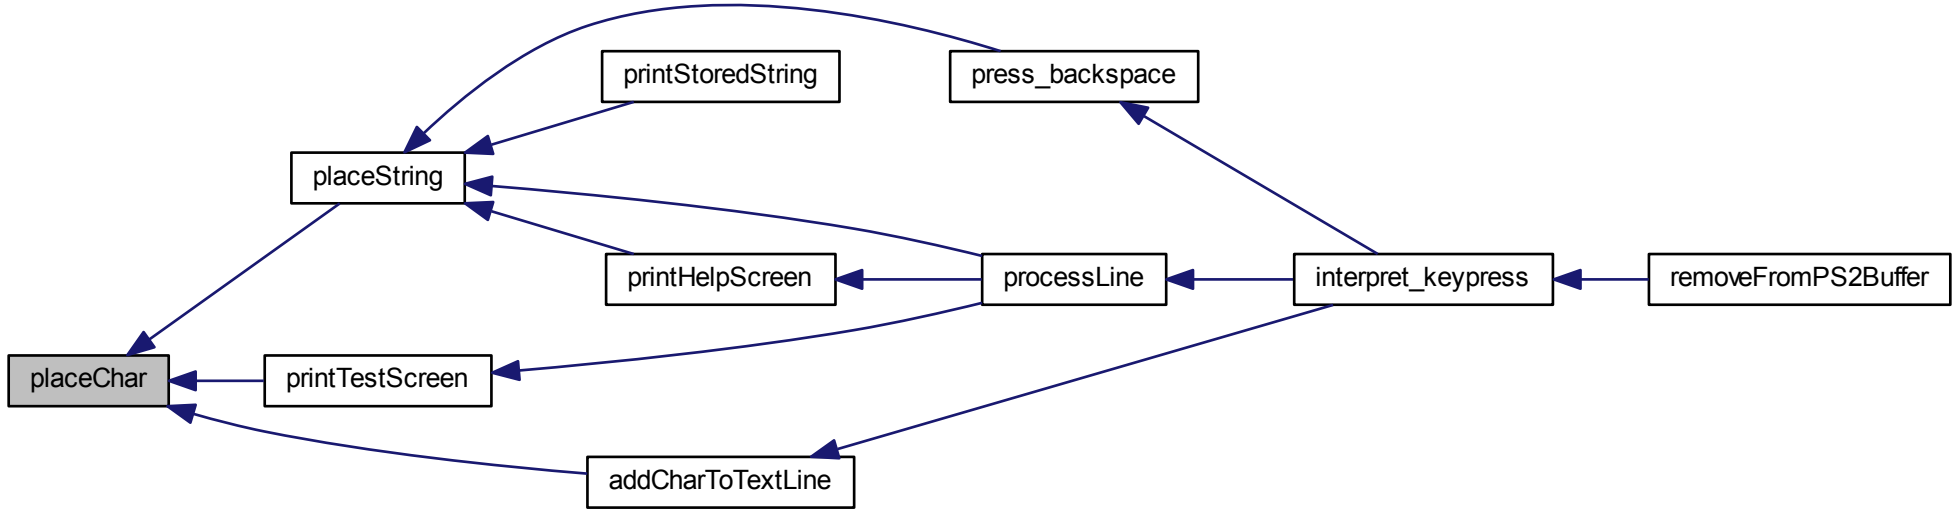 printStoredString
press_backspace
placeString
printHelpScreen
processLine
interpret_keypress
removeFromPS2Buffer
placeChar
printTestScreen
addCharToTextLine